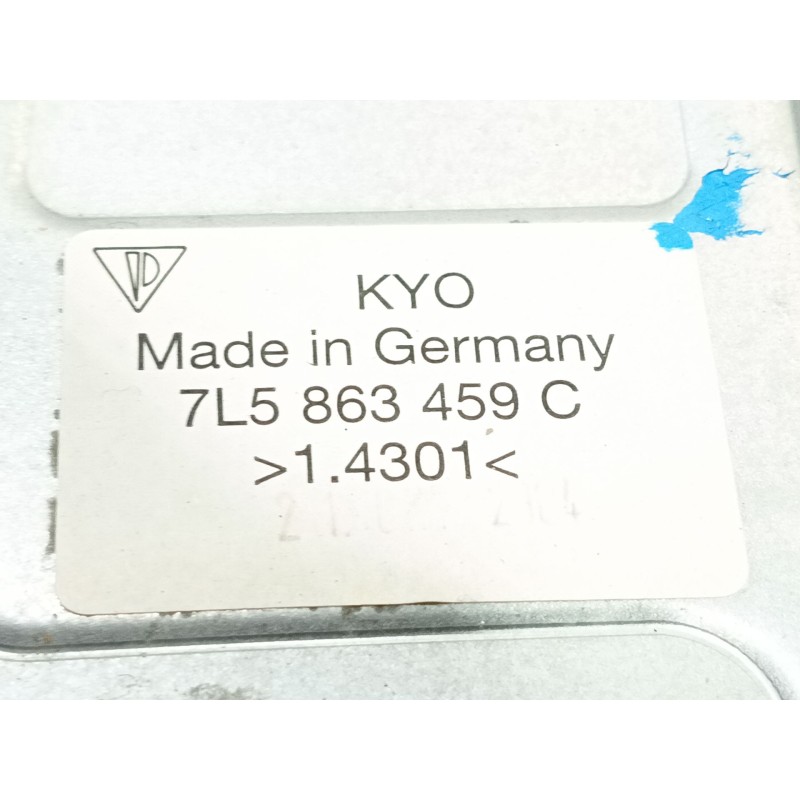 KYO
Made in Germany
7L5 863 459 C
>1.4301<